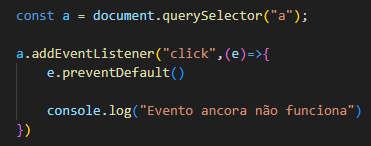 const a = document.querySelector("a");
a.addEventListener("click",(e)=>{
    e.preventDefault()
    console.log("Evento ancora não funciona")
})